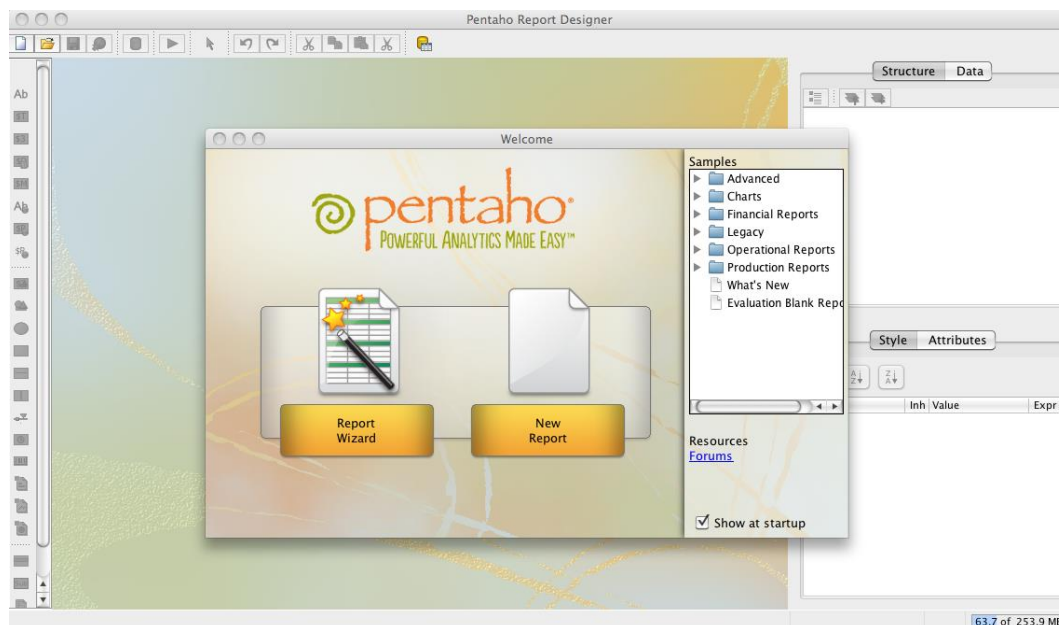 Pentaho Report Designer
Structure Data
Ab
Welcome
Samples
Advanced
Charts
Financial Reports
Legacy
Operational Reports
Production Reports
What's New
Evaluation Blank Repo
pentaho®
POWERFUL ANALYTICS MADE EASY™
Report
Wizard
New
Report
Resources
Forums
Show at startup
Style Attributes
Inh Value Expr
63.7 of 253.9 M